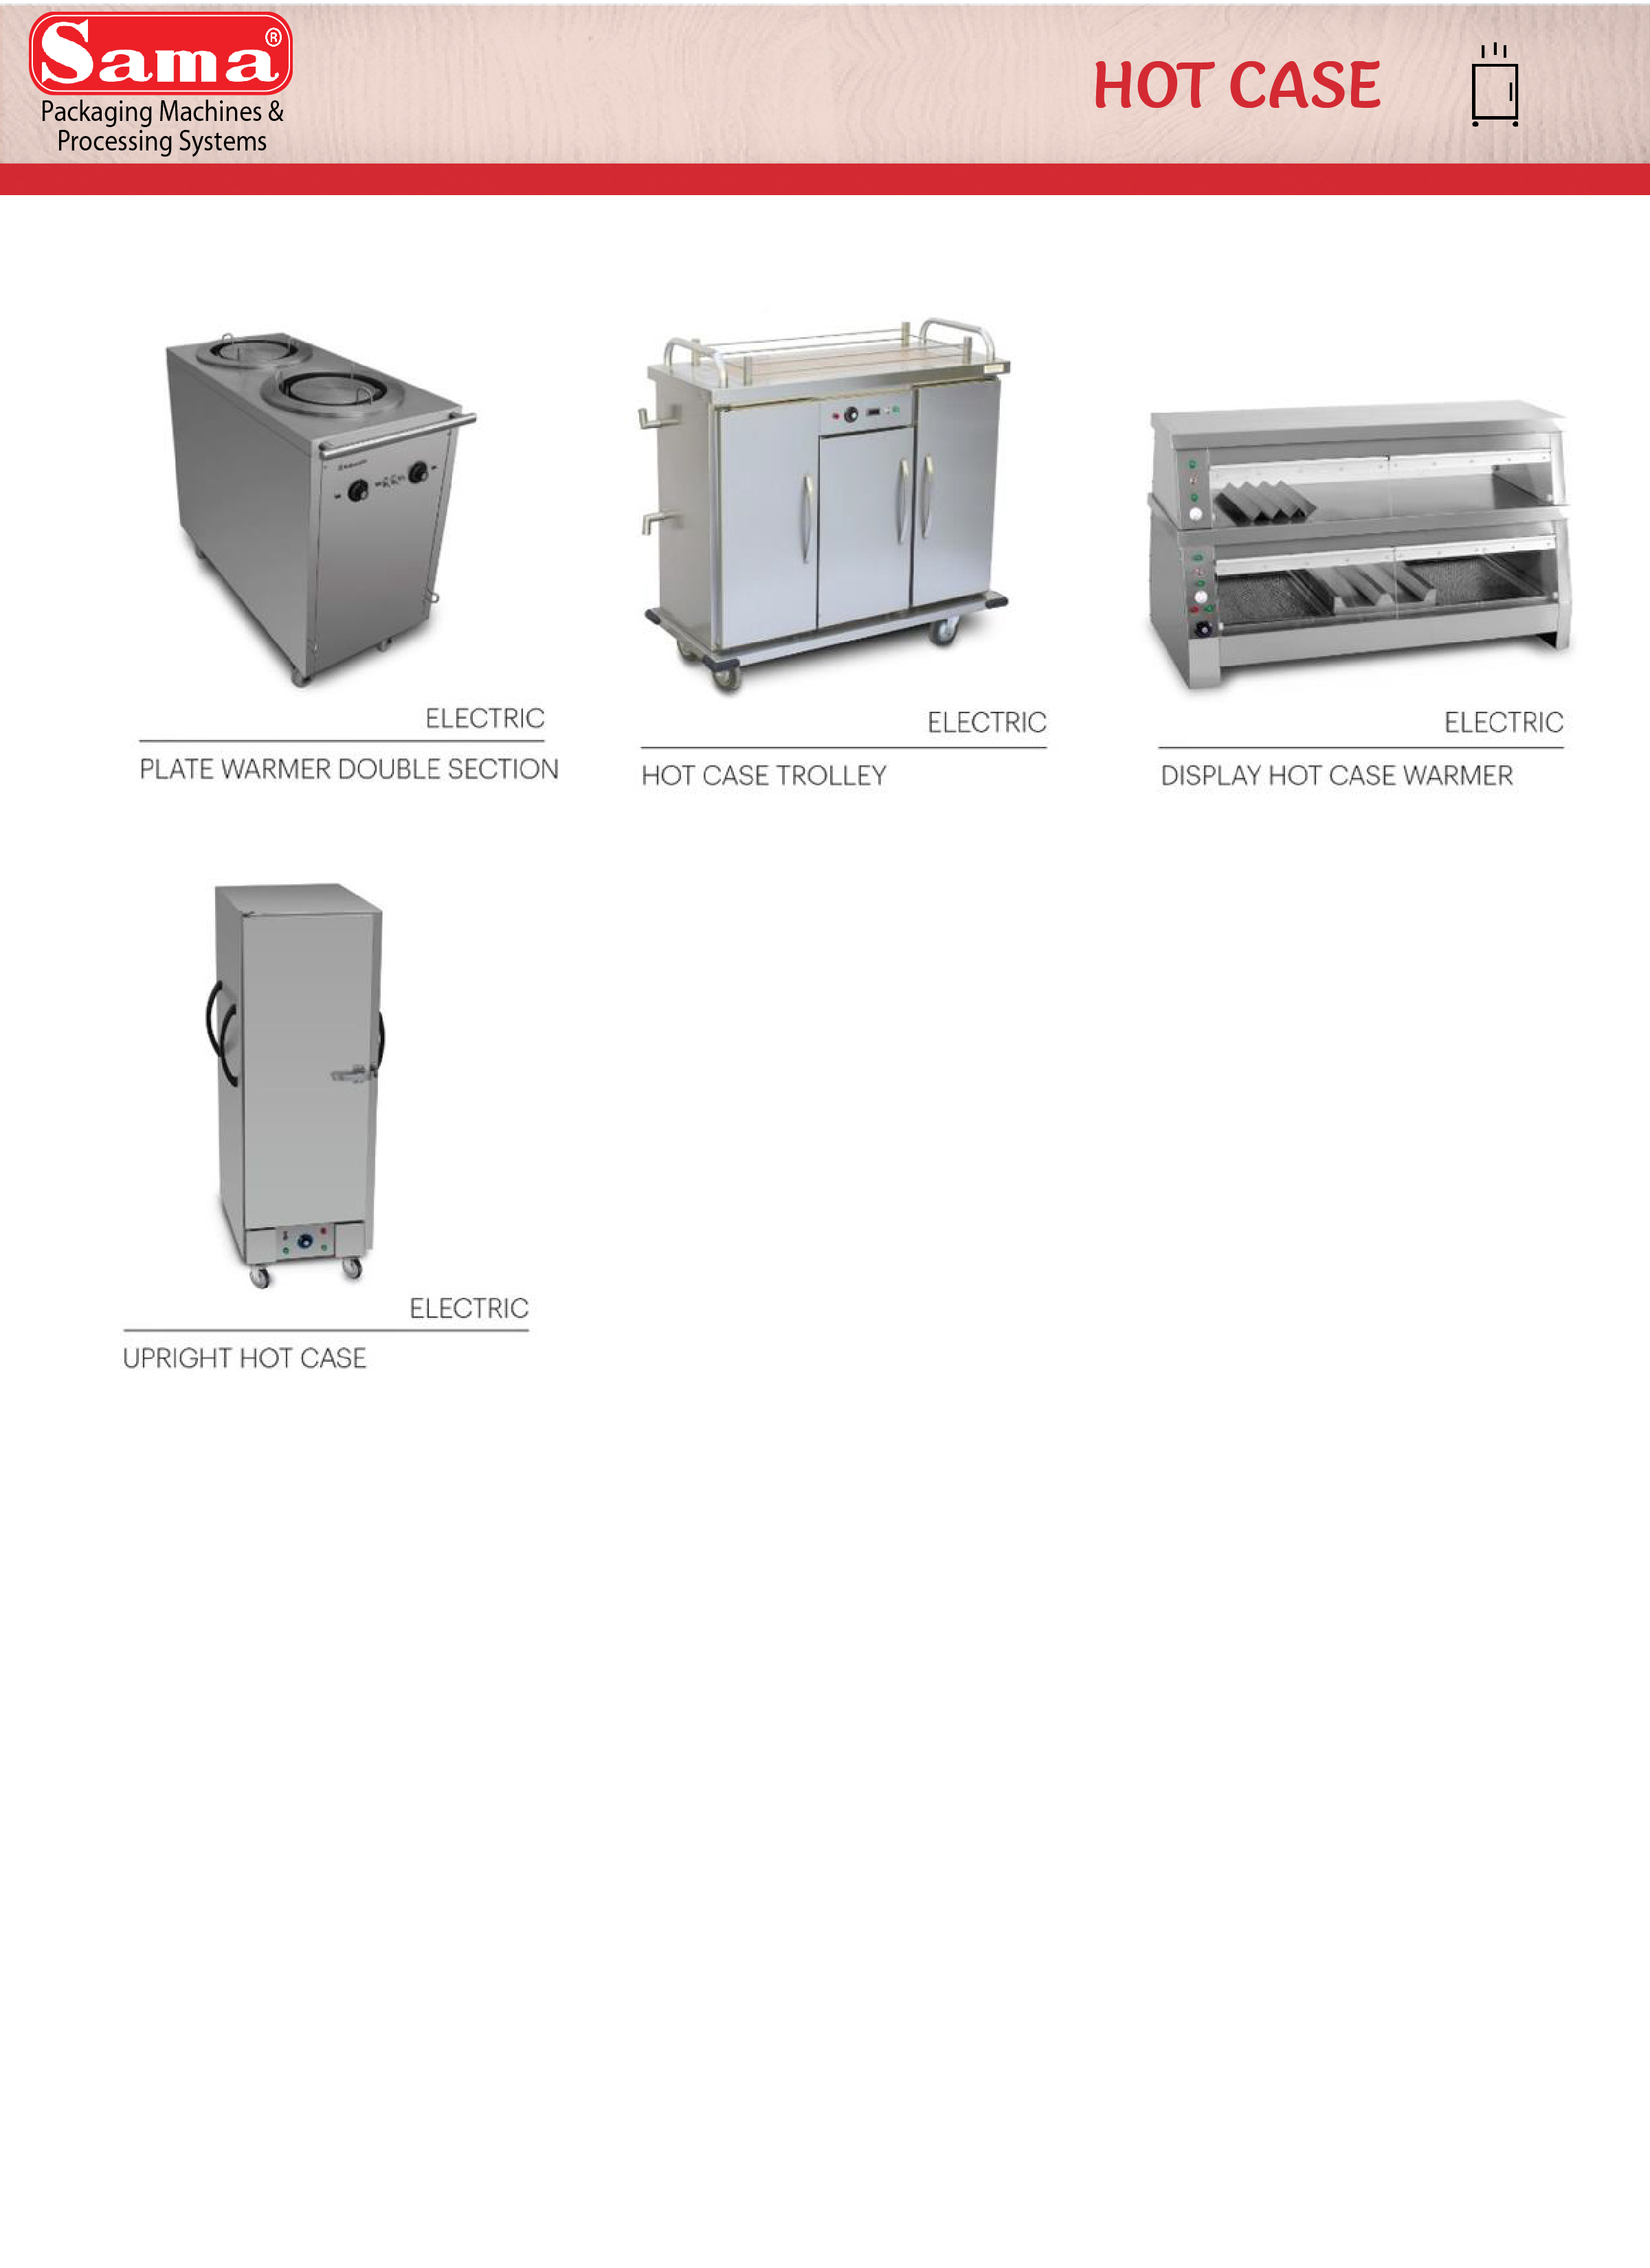 Sama®
HOT CASE
Packaging Machines &
Processing Systems
ELECTRIC
PLATE WARMER DOUBLE SECTION
ELECTRIC
HOT CASE TROLLEY
ELECTRIC
DISPLAY HOT CASE WARMER
ELECTRIC
UPRIGHT HOT CASE